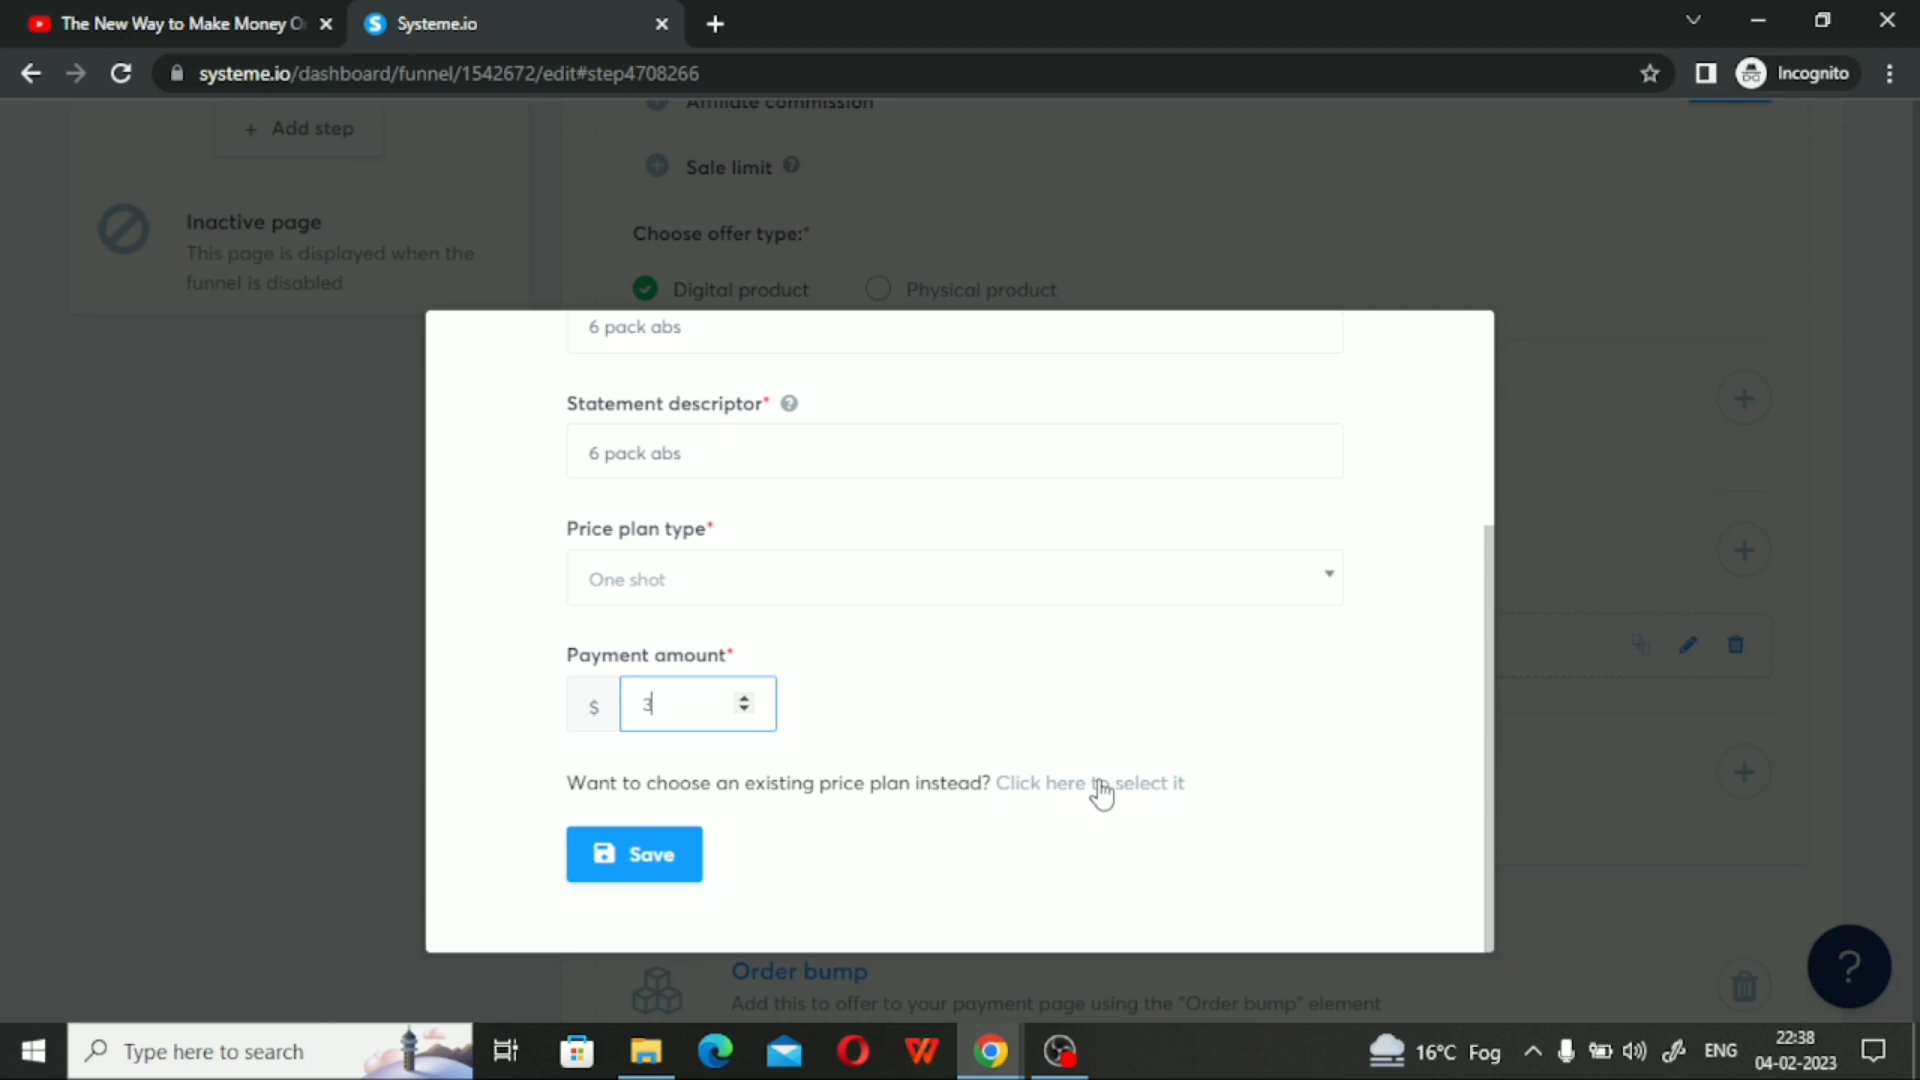 The New Way to Make Money O
Systeme.io
systeme.io/dashboard/funnel/1542672/edit#step4708266
Incognito
Affiliate commission
+ Add step
Sale limit
Inactive page
This page is displayed when the
funnel is disabled
Choose offer type:*
Digital product
Physical product
6 pack abs
Statement descriptor*
6 pack abs
Price plan type*
One shot
Payment amount*
$ 3
Want to choose an existing price plan instead? Click here to select it
Save
Order bump
Add this to offer to your payment page using the "Order bump" element
Type here to search
16°C Fog
ENG
22:38
04-02-2023